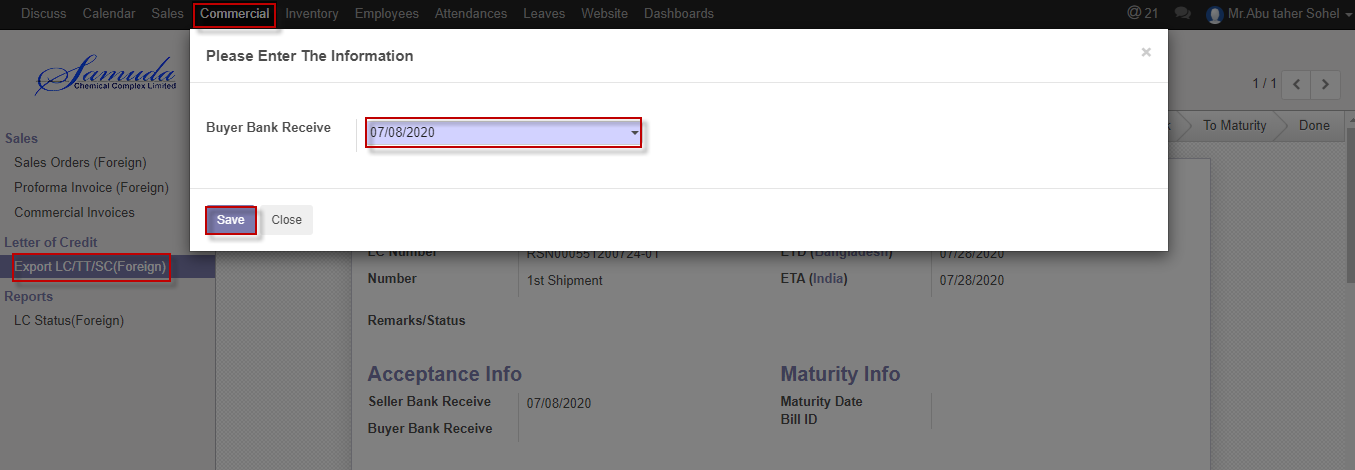 Discuss Calendar Sales Commercial Inventory Employees Attendances Leaves Website Dashboards @ 21 Mr.Abu taher Sohel
Please Enter The Information ×
Samuda
Chemical Complex Limited
1 / 1
Buyer Bank Receive 07/08/2020
To Maturity Done
Sales
Sales Orders (Foreign)
Proforma Invoice (Foreign)
Commercial Invoices
Save Close
Letter of Credit
LC Number RSN000551200724-01 ETD (Bangladesh) 07/28/2020
Export LC/TT/SC(Foreign)
Number 1st Shipment ETA (India) 07/28/2020
Reports
LC Status(Foreign)
Remarks/Status
Acceptance Info Maturity Info
Seller Bank Receive 07/08/2020 Maturity Date
Buyer Bank Receive Bill ID